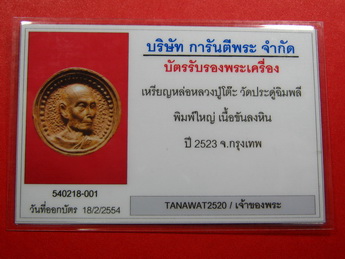 บริษัท การันตีพระ จำกัด
บัตรรับรองพระเครื่อง
เหรียญหล่อหลวงปู่โต๊ะ วัดประดู่ฉิมพลี
พิมพ์ใหญ่ เนื้อขันลงหิน
ปี 2523 จ.กรุงเทพ
540218-001
วันที่ออกบัตร 18/2/2554
TANAWAT2520 / เจ้าของพระ